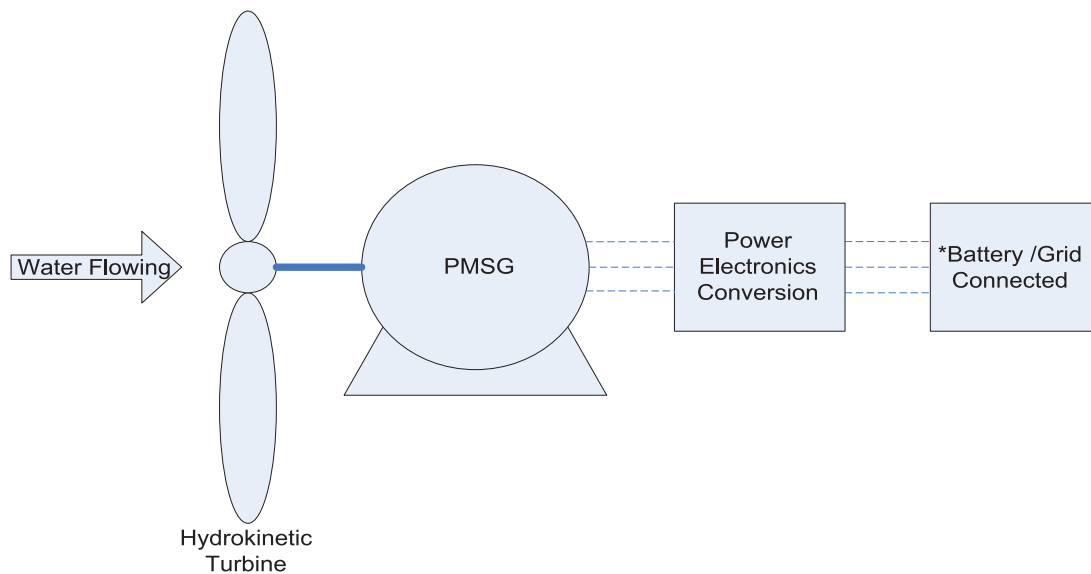 Water Flowing
PMSG
Power
Electronics
Conversion
*Battery /Grid
Connected
Hydrokinetic
Turbine